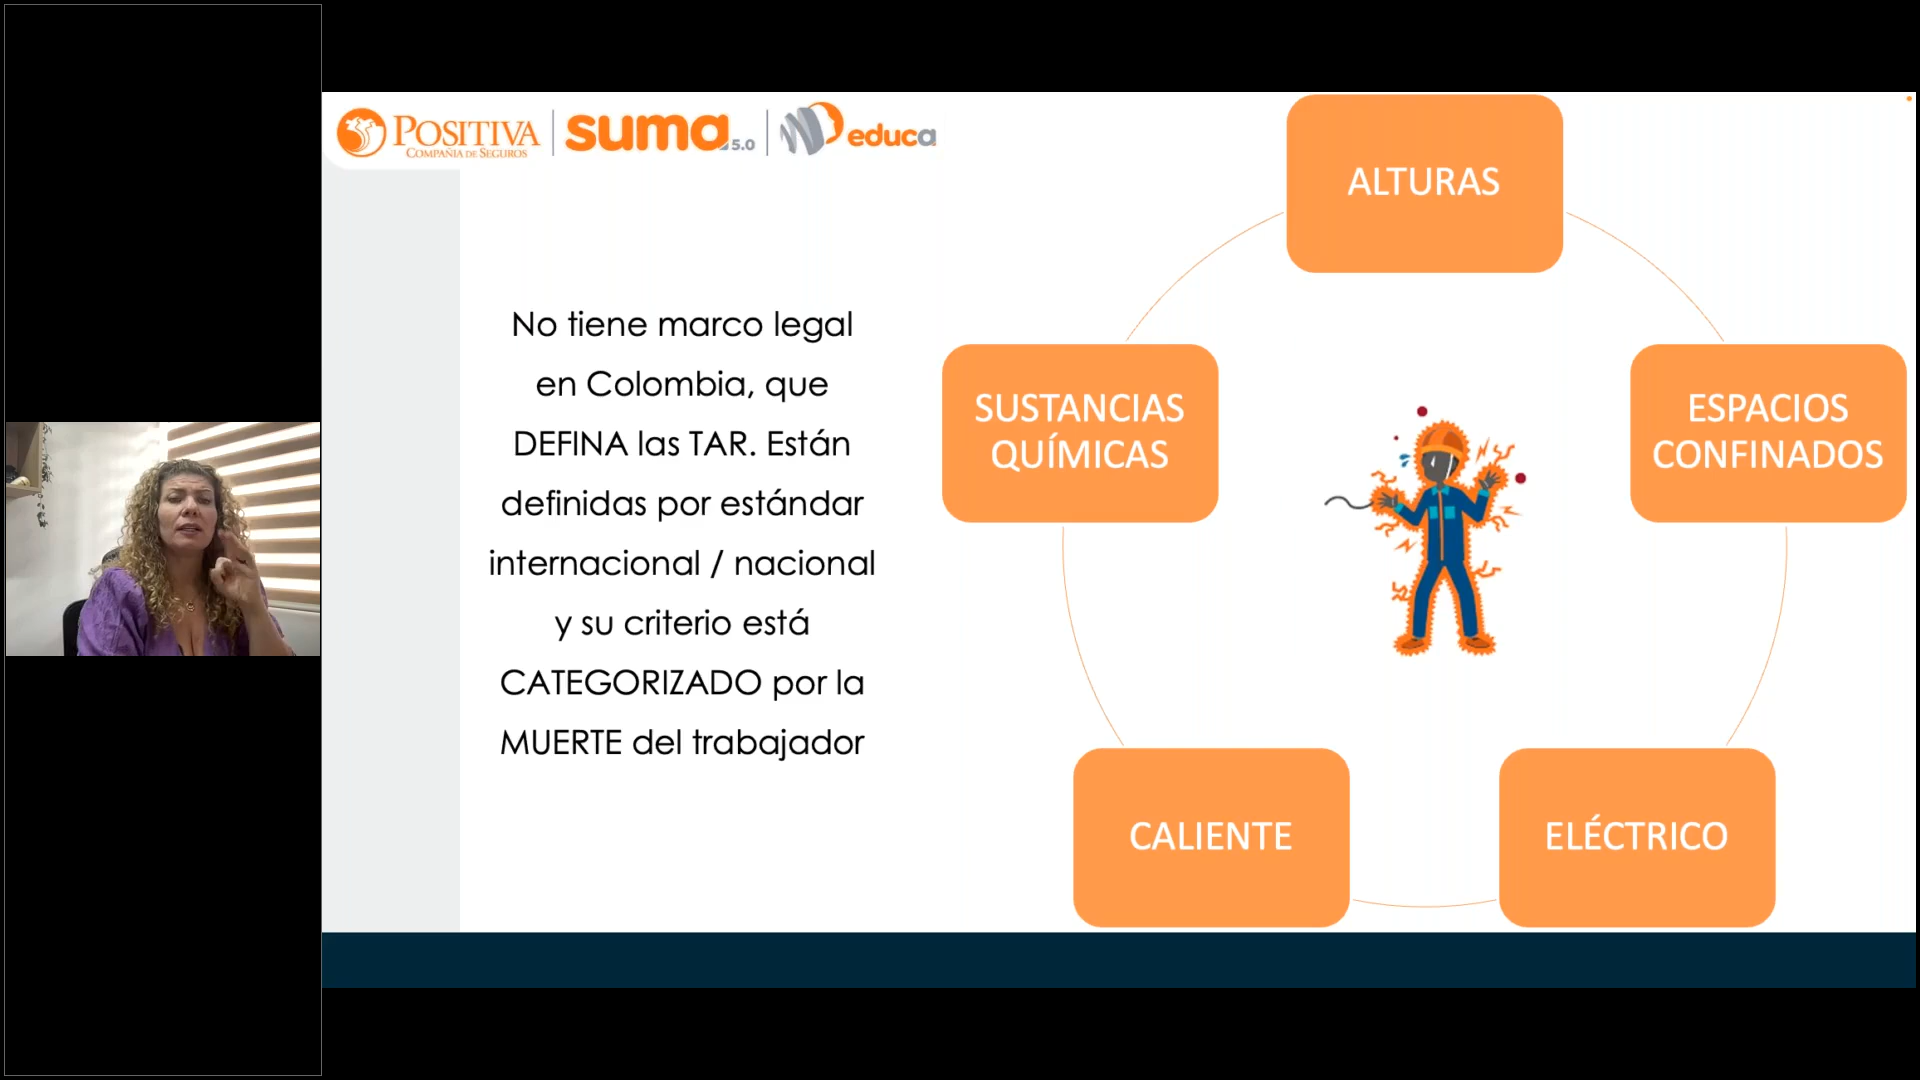 POSITIVA
COMPAÑÍA DE SEGUROS
suma 5.0
educa
No tiene marco legal
en Colombia, que
DEFINA las TAR. Están
definidas por estándar
internacional / nacional
y su criterio está
CATEGORIZADO por la
MUERTE del trabajador
ALTURAS
SUSTANCIAS
QUÍMICAS
ESPACIOS
CONFINADOS
CALIENTE
ELÉCTRICO